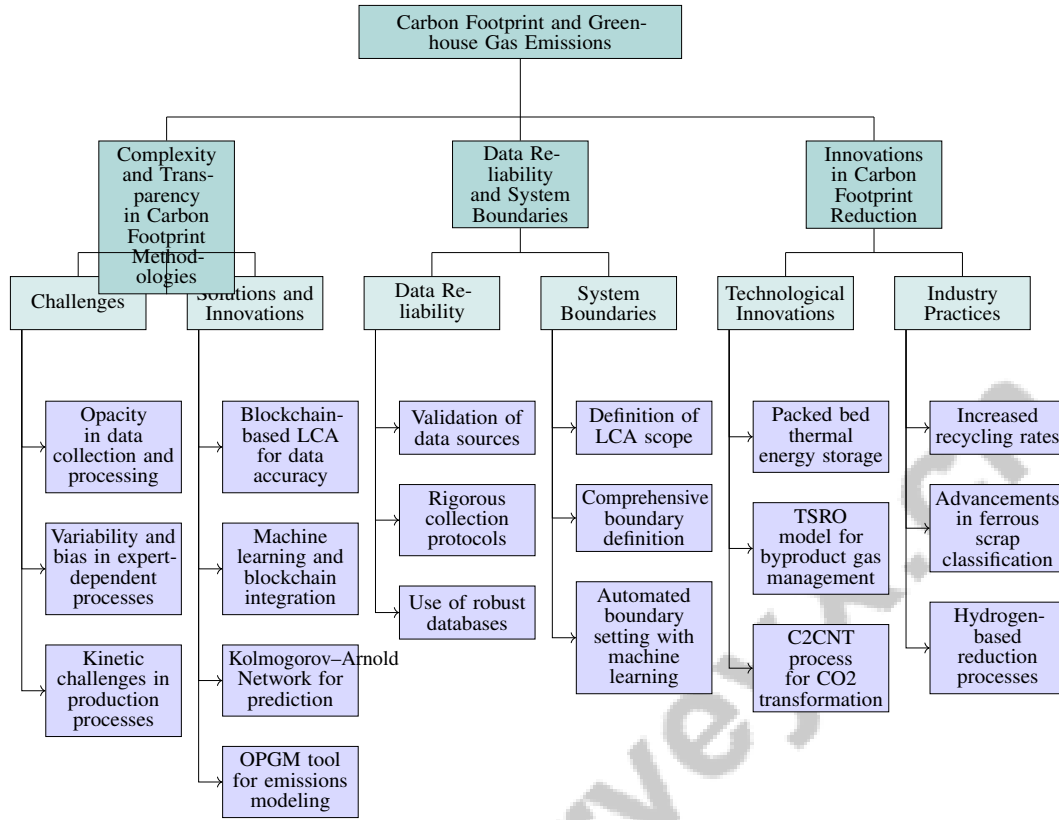 Carbon Footprint and Green-
house Gas Emissions
Complexity
and Trans-
parency
in Carbon
Footprint
Method-
ologies
Data Re-
liability
and System
Boundaries
Innovations
in Carbon
Footprint
Reduction
Challenges
Solutions and
Innovations
Data Re-
liability
System
Boundaries
Technological
Innovations
Industry
Practices
Opacity
in data
collection and
processing
Variability and
bias in expert-
dependent
processes
Kinetic
challenges in
production
processes
Blockchain-
based LCA
for data
accuracy
Machine
learning and
blockchain
integration
Kolmogorov–Arnold
Network for
prediction
OPGM tool
for emissions
modeling
Validation of
data sources
Rigorous
collection
protocols
Use of robust
databases
Definition of
LCA scope
Comprehensive
boundary
definition
Automated
boundary
setting with
machine
learning
Packed bed
thermal
energy storage
TSRO
model for
byproduct gas
management
C2CNT
process
for CO2
transformation
Increased
recycling rates
Advancements
in ferrous
scrap
classification
Hydrogen-
based
reduction
processes